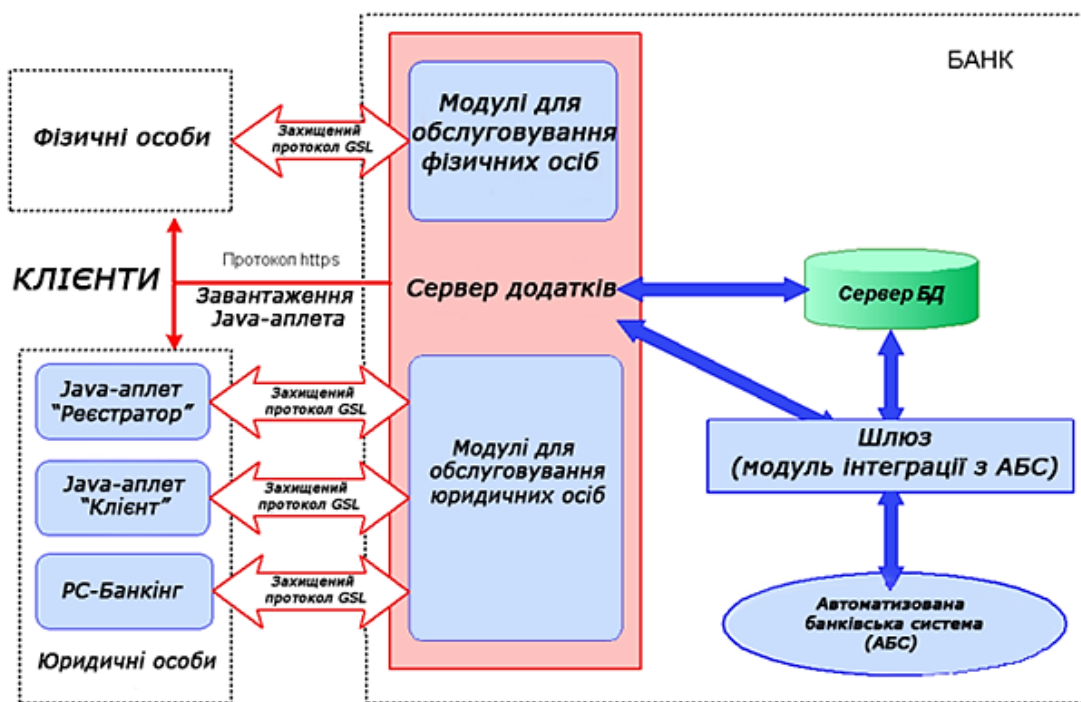 БАНК
Фізичні особи
Захищений
протокол GSL
Модулі для
обслуговування
фізичних осіб
КЛІЄНТИ
Протокол https
Завантаження
Java-аплета
Сервер додатків
Сервер БД
Java-аплет
"Реєстратор"
Захищений
протокол GSL
Java-аплет
"Клієнт"
Захищений
протокол GSL
PC-Банкінг
Захищений
протокол GSL
Юридичні особи
Модулі для
обслуговування
юридичних осіб
Шлюз
(модуль інтеграції з АБС)
Автоматизована
банківська система
(АБС)